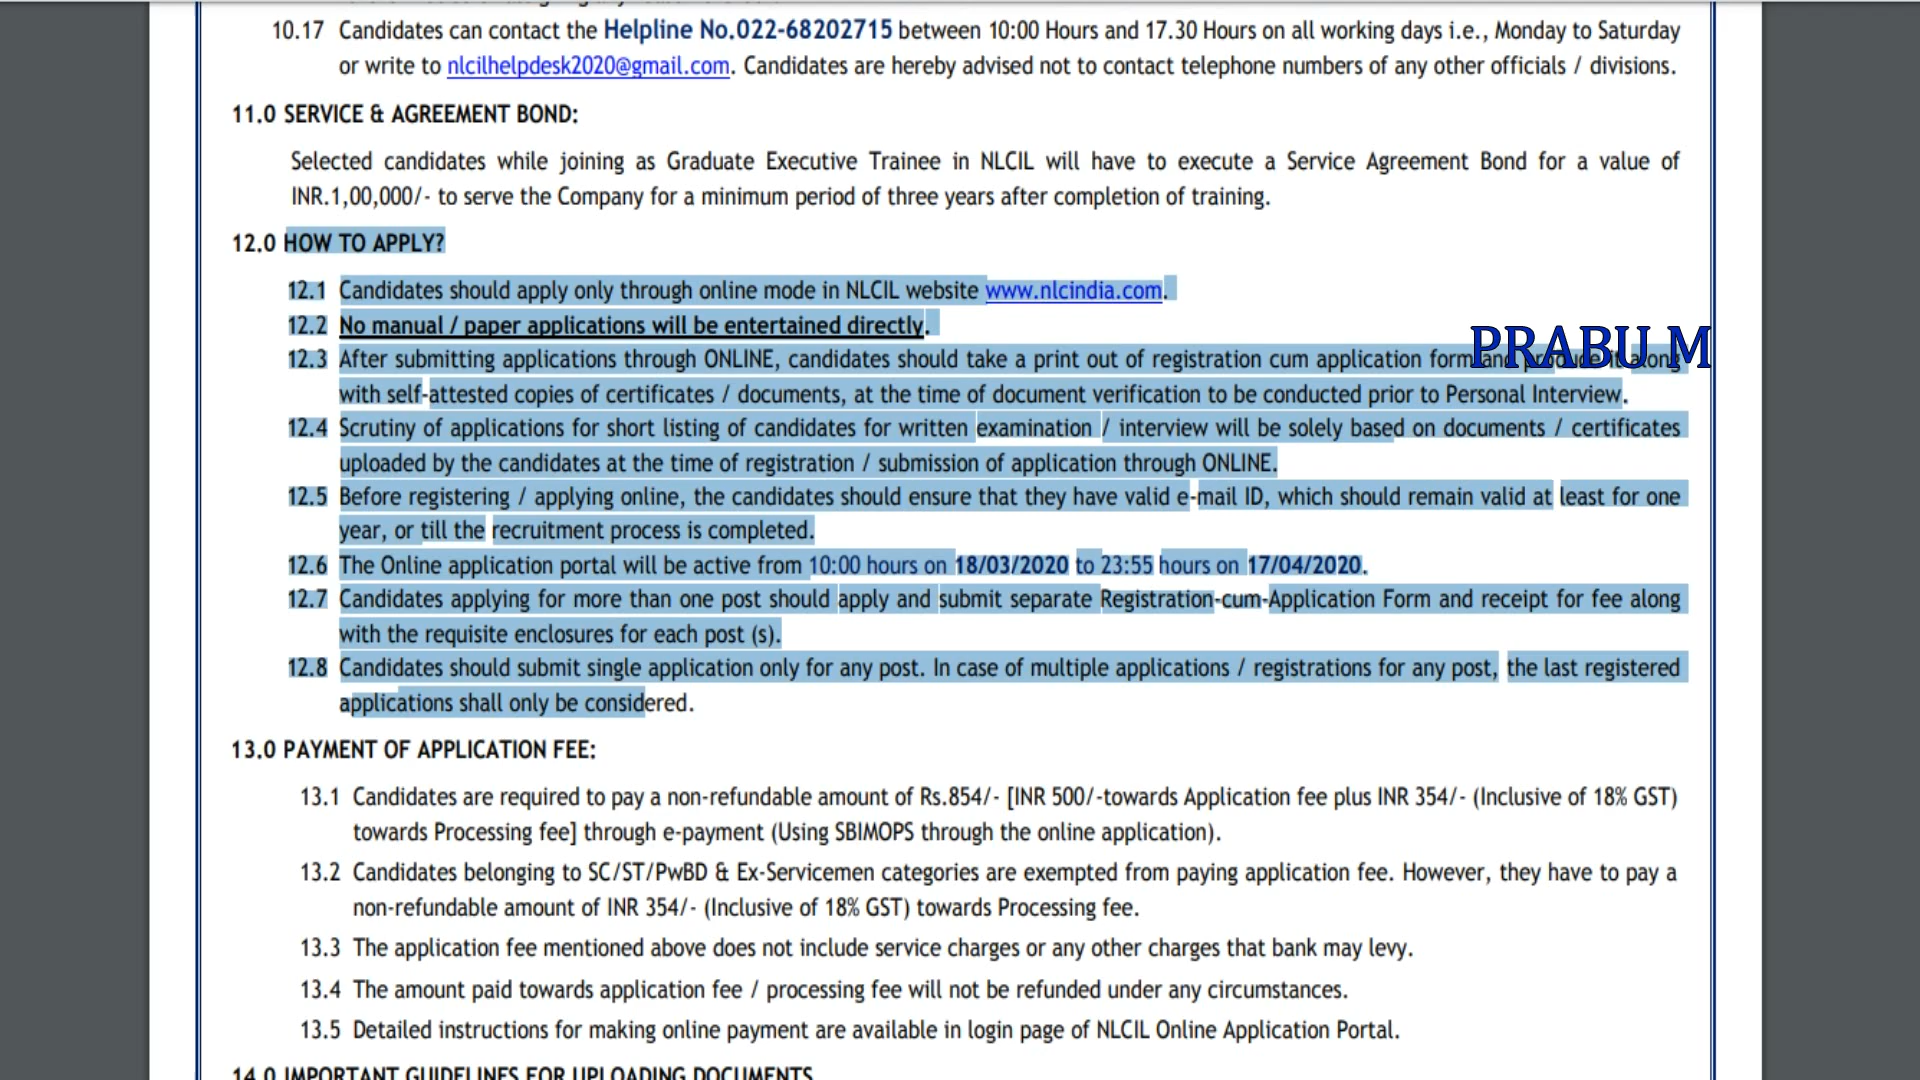 10.17 Candidates can contact the Helpline No.022-68202715 between 10:00 Hours and 17.30 Hours on all working days i.e., Monday to Saturday
or write to nlcilhelpdesk2020@gmail.com. Candidates are hereby advised not to contact telephone numbers of any other officials / divisions.
11.0 SERVICE & AGREEMENT BOND:
Selected candidates while joining as Graduate Executive Trainee in NLCIL will have to execute a Service Agreement Bond for a value of
INR.1,00,000/- to serve the Company for a minimum period of three years after completion of training.
12.0 HOW TO APPLY?
12.1 Candidates should apply only through online mode in NLCIL website www.nlcindia.com.
12.2 No manual / paper applications will be entertained directly.
PRABU M
12.3 After submitting applications through ONLINE, candidates should take a print out of registration cum application form and produce it along
with self-attested copies of certificates / documents, at the time of document verification to be conducted prior to Personal Interview.
12.4 Scrutiny of applications for short listing of candidates for written examination / interview will be solely based on documents / certificates
uploaded by the candidates at the time of registration / submission of application through ONLINE.
12.5 Before registering / applying online, the candidates should ensure that they have valid e-mail ID, which should remain valid at least for one
year, or till the recruitment process is completed.
12.6 The Online application portal will be active from 10:00 hours on 18/03/2020 to 23:55 hours on 17/04/2020.
12.7 Candidates applying for more than one post should apply and submit separate Registration-cum-Application Form and receipt for fee along
with the requisite enclosures for each post (s).
12.8 Candidates should submit single application only for any post. In case of multiple applications / registrations for any post, the last registered
applications shall only be considered.
13.0 PAYMENT OF APPLICATION FEE:
13.1 Candidates are required to pay a non-refundable amount of Rs.854/- [INR 500/-towards Application fee plus INR 354/- (Inclusive of 18% GST)
towards Processing fee] through e-payment (Using SBIMOPS through the online application).
13.2 Candidates belonging to SC/ST/PwBD & Ex-Servicemen categories are exempted from paying application fee. However, they have to pay a
non-refundable amount of INR 354/- (Inclusive of 18% GST) towards Processing fee.
13.3 The application fee mentioned above does not include service charges or any other charges that bank may levy.
13.4 The amount paid towards application fee / processing fee will not be refunded under any circumstances.
13.5 Detailed instructions for making online payment are available in login page of NLCIL Online Application Portal.
14.0 IMPORTANT GUIDELINES FOR UPLOADING DOCUMENTS